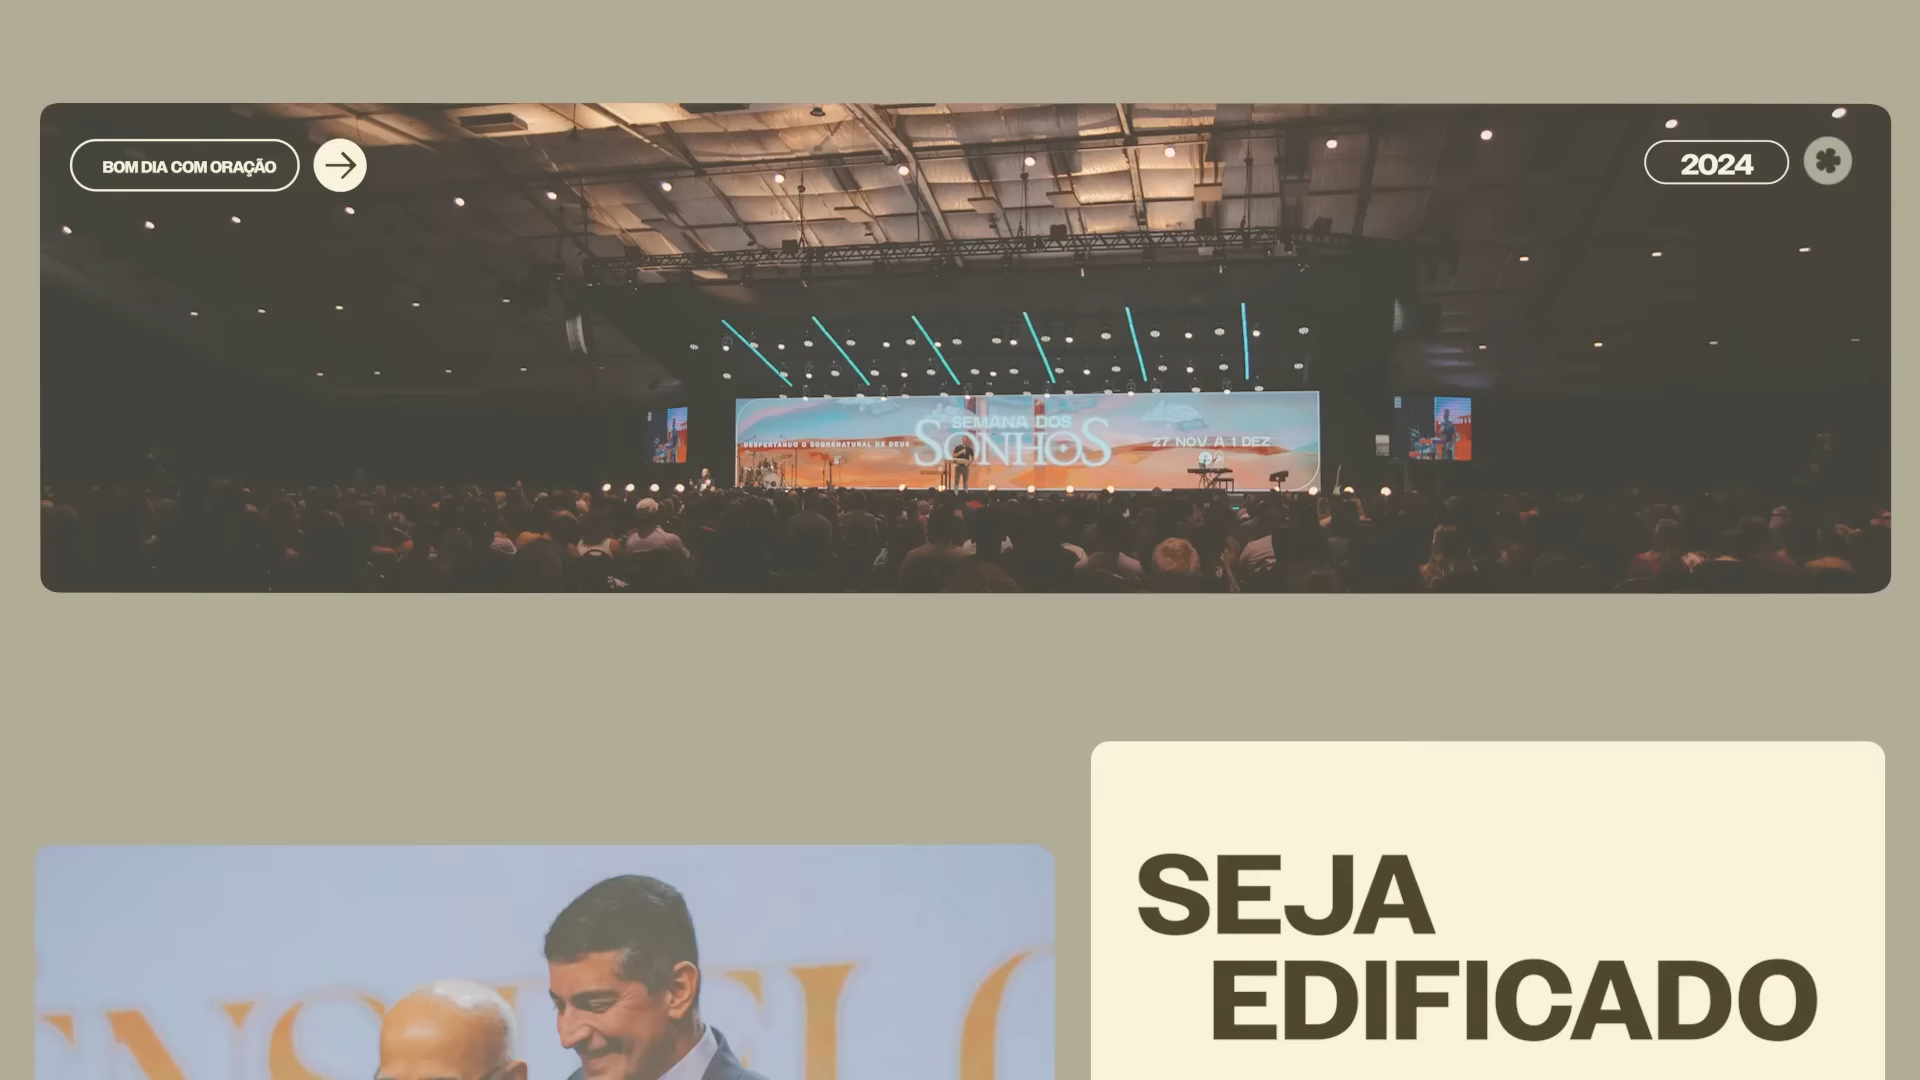 BOM DIA COM ORAÇÃO
2024
SEMANA DOS
SONHOS
DESPERTANDO O SOBRENATURAL DE DEUS
27 NOV A 1 DEZ
SEJA
EDIFICADO